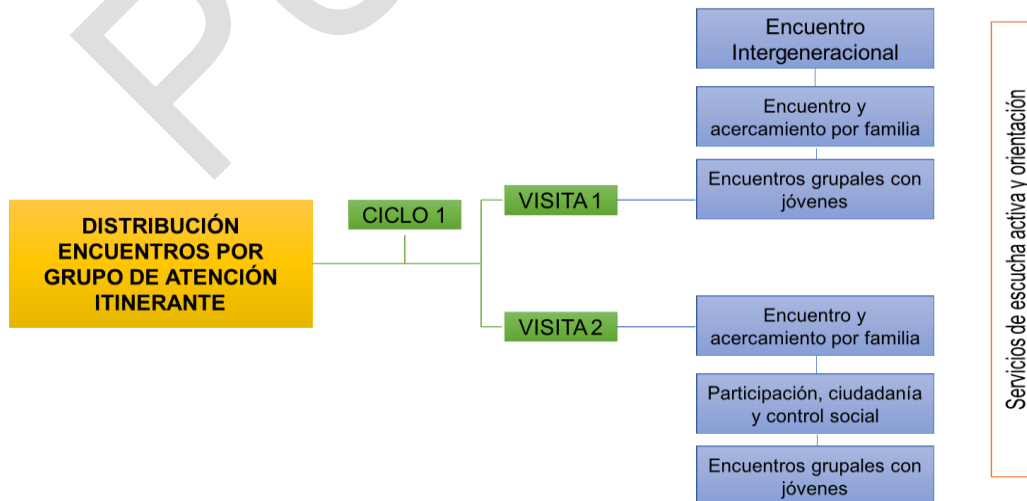 DISTRIBUCIÓN
ENCUENTROS POR
GRUPO DE ATENCIÓN
ITINERANTE
CICLO 1
VISITA 1
Encuentro
Intergeneracional
Encuentro y
acercamiento por familia
Encuentros grupales con
jóvenes
VISITA 2
Encuentro y
acercamiento por familia
Participación, ciudadanía
y control social
Encuentros grupales con
jóvenes
Servicios de escucha activa y orientación